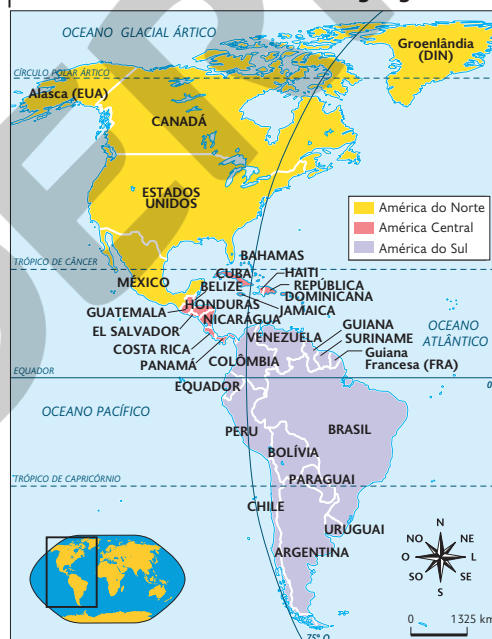 OCEANO GLACIAL ÁRTICO
Groenlândia
(DIN)
CÍRCULO POLAR ÁRTICO
Alasca (EUA)
CANADÁ
ESTADOS
UNIDOS
América do Norte
América Central
América do Sul
TRÓPICO DE CÂNCER
BAHAMAS
MÉXICO
CUBA
HAITI
BELIZE
REPÚBLICA
DOMINICANA
HONDURAS
JAMAICA
GUATEMALA
NICARÁGUA
EL SALVADOR
COSTA RICA
PANAMÁ
VENEZUELA
GUIANA
SURINAME
Guiana
Francesa (FRA)
OCEANO
ATLÂNTICO
COLÔMBIA
EQUADOR
EQUADOR
OCEANO PACÍFICO
PERU
BRASIL
BOLÍVIA
TRÓPICO DE CAPRICÓRNIO
PARAGUAI
CHILE
URUGUAI
ARGENTINA
N
NO
NE
O
L
SO
SE
S
75° O
0
1325 km